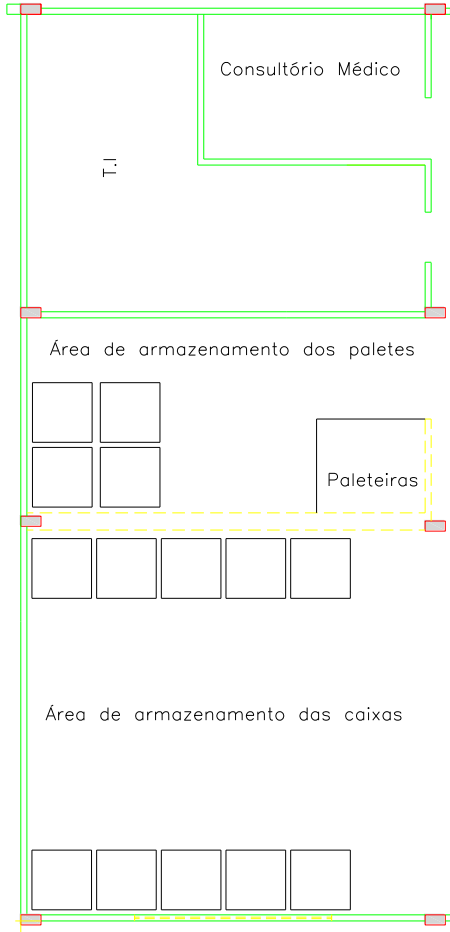 Consultório Médico
T.I
Área de armazenamento dos paletes
Paleteiras
Área de armazenamento das caixas